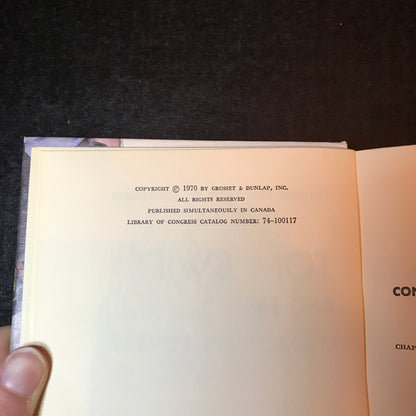 COPYRIGHT © 1970 BY GROSSET & DUNLAP, INC.
ALL RIGHTS RESERVED
PUBLISHED SIMULTANEOUSLY IN CANADA
LIBRARY OF CONGRESS CATALOG NUMBER: 74-100117
CON
CHAP